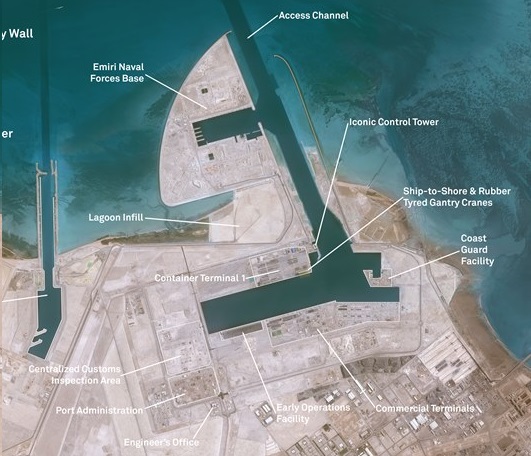 Access Channel
y Wall
Emiri Naval
Forces Base
Iconic Control Tower
er
Ship-to-Shore & Rubber
Tyred Gantry Cranes
Lagoon Infill
Coast
Guard
Facility
Container Terminal 1
Centralized Customs
Inspection Area
Port Administration
Early Operations
Facility
Commercial Terminals
Engineer's Office